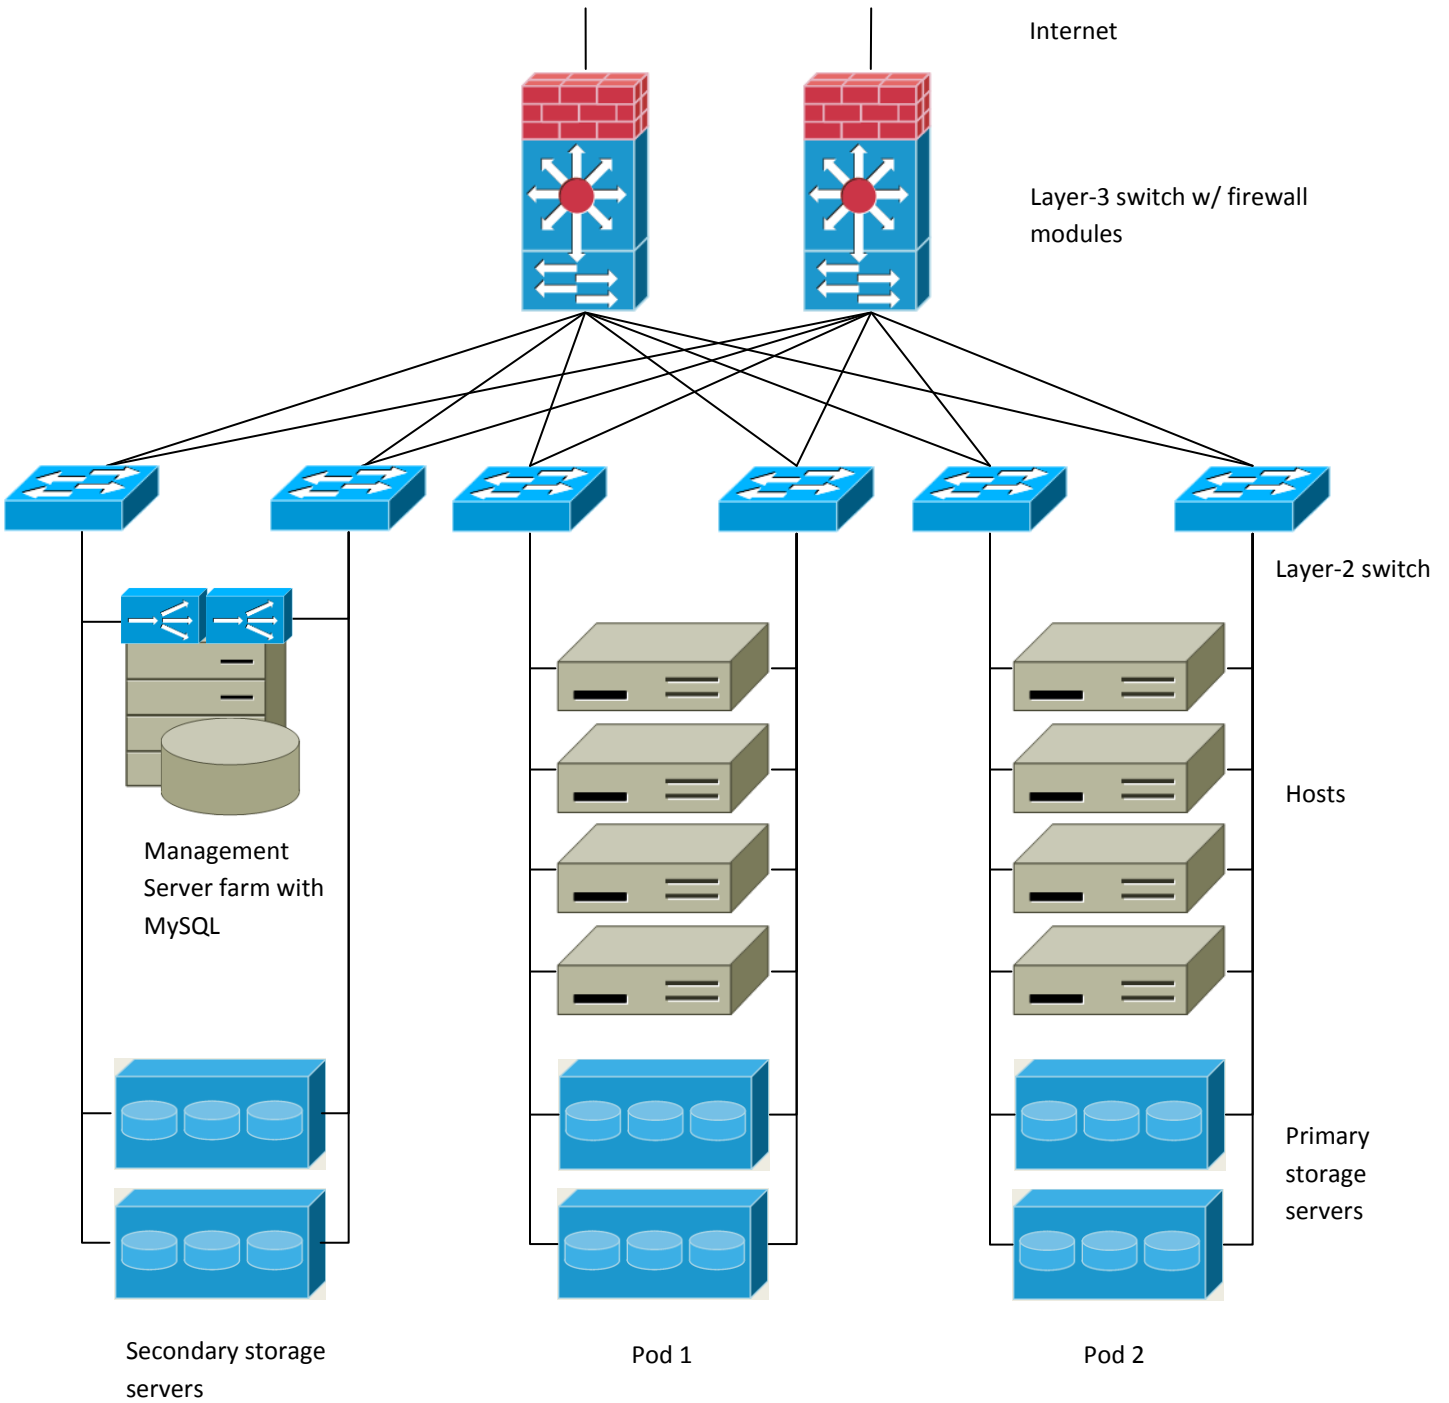 Internet
Layer-3 switch w/ firewall
modules
Layer-2 switch
Hosts
Management
Server farm with
MySQL
Primary
storage
servers
Secondary storage
servers
Pod 1
Pod 2